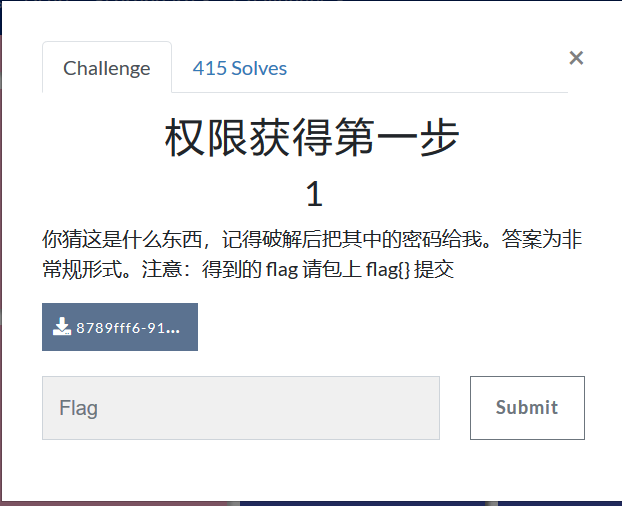 Challenge
415 Solves
×
权限获得第一步
1
你猜这是什么东西，记得破解后把其中的密码给我。答案为非
常规形式。注意：得到的 flag 请包上 flag{} 提交
8789fff6-91...
Flag
Submit